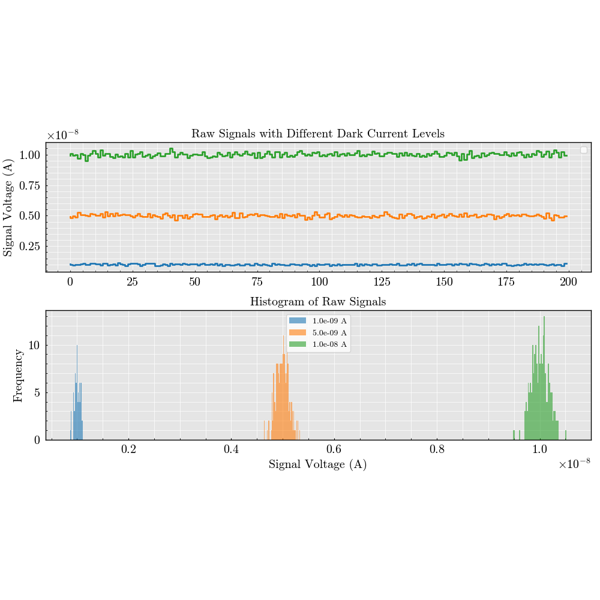 Raw Signals with Different Dark Current Levels
×10⁻⁸
Signal Voltage (A)
1.00
0.75
0.50
0.25
0 25 50 75 100 125 150 175 200
Histogram of Raw Signals
1.0e-09 A
5.0e-09 A
1.0e-08 A
Frequency
10
5
0
0.2 0.4 0.6 0.8 1.0
Signal Voltage (A)
×10⁻⁸